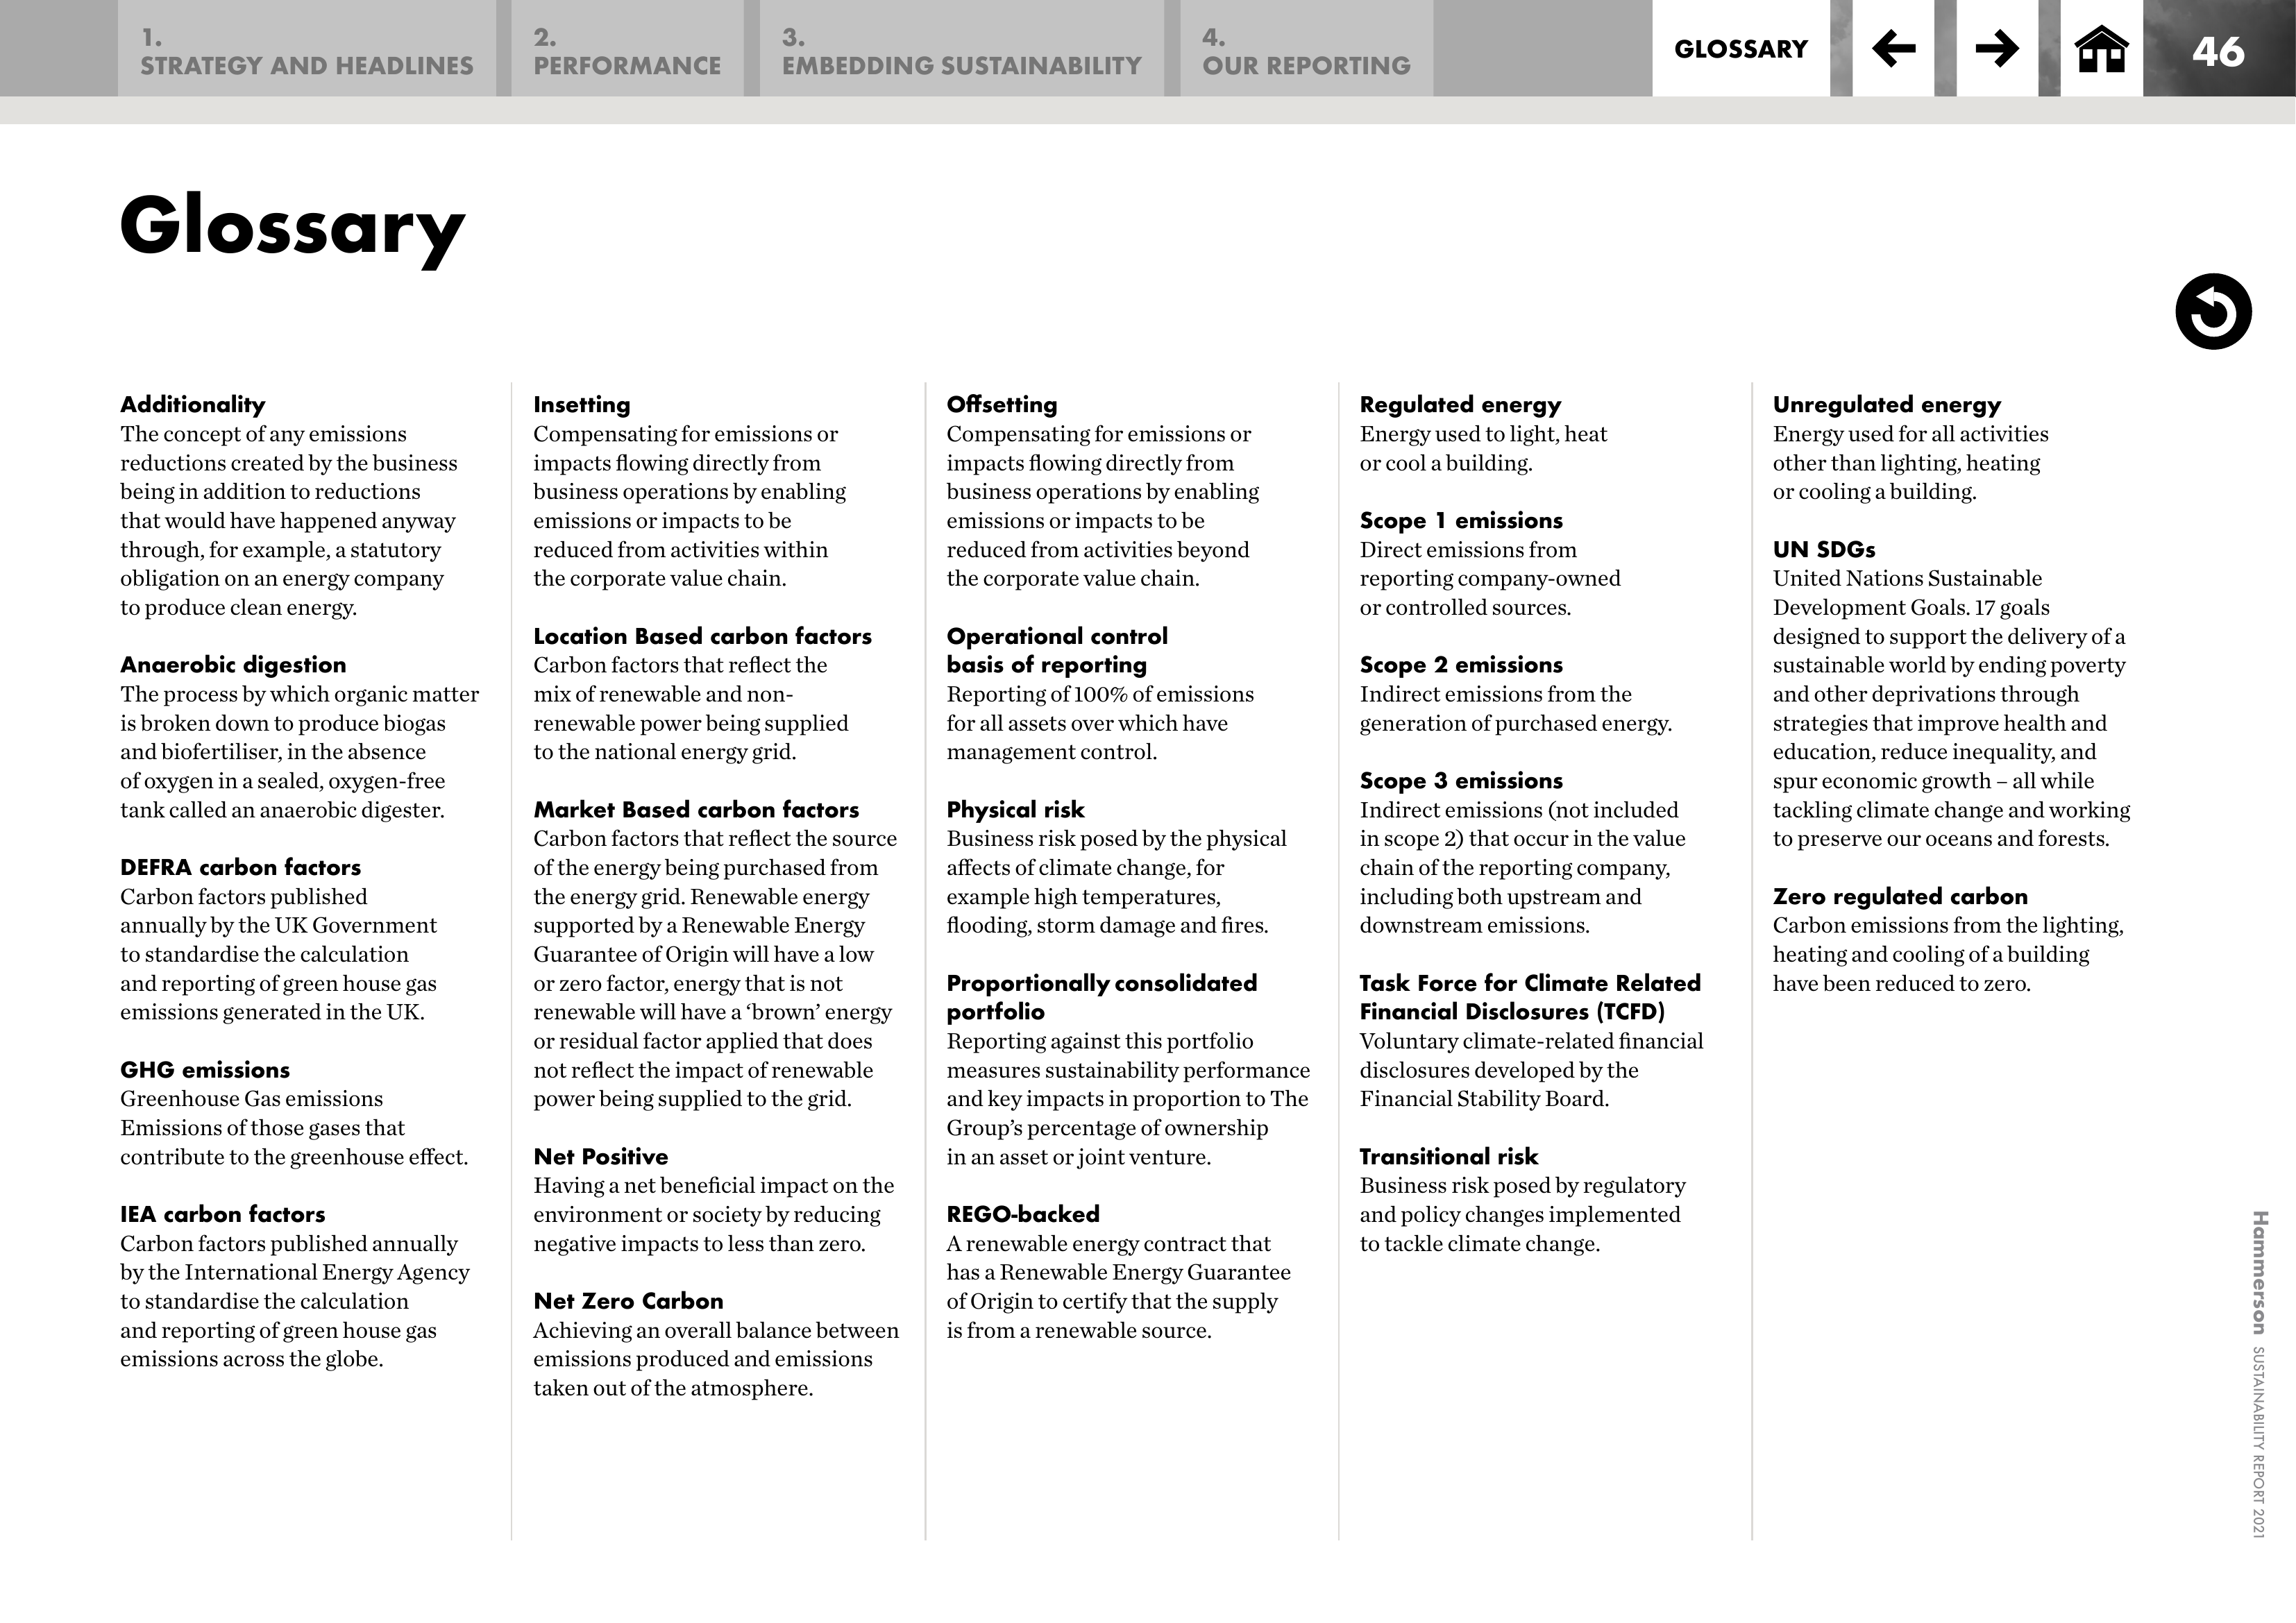 1.
STRATEGY AND HEADLINES
2.
PERFORMANCE
3.
EMBEDDING SUSTAINABILITY
4.
OUR REPORTING
GLOSSARY
46
Glossary
Additionality
The concept of any emissions
reductions created by the business
being in addition to reductions
that would have happened anyway
through, for example, a statutory
obligation on an energy company
to produce clean energy.
Anaerobic digestion
The process by which organic matter
is broken down to produce biogas
and biofertiliser, in the absence
of oxygen in a sealed, oxygen-free
tank called an anaerobic digester.
DEFRA carbon factors
Carbon factors published
annually by the UK Government
to standardise the calculation
and reporting of green house gas
emissions generated in the UK.
GHG emissions
Greenhouse Gas emissions
Emissions of those gases that
contribute to the greenhouse effect.
IEA carbon factors
Carbon factors published annually
by the International Energy Agency
to standardise the calculation
and reporting of green house gas
emissions across the globe.
Insetting
Compensating for emissions or
impacts flowing directly from
business operations by enabling
emissions or impacts to be
reduced from activities within
the corporate value chain.
Location Based carbon factors
Carbon factors that reflect the
mix of renewable and non-
renewable power being supplied
to the national energy grid.
Market Based carbon factors
Carbon factors that reflect the source
of the energy being purchased from
the energy grid. Renewable energy
supported by a Renewable Energy
Guarantee of Origin will have a low
or zero factor, energy that is not
renewable will have a ‘brown’ energy
or residual factor applied that does
not reflect the impact of renewable
power being supplied to the grid.
Net Positive
Having a net beneficial impact on the
environment or society by reducing
negative impacts to less than zero.
Net Zero Carbon
Achieving an overall balance between
emissions produced and emissions
taken out of the atmosphere.
Offsetting
Compensating for emissions or
impacts flowing directly from
business operations by enabling
emissions or impacts to be
reduced from activities beyond
the corporate value chain.
Operational control
basis of reporting
Reporting of 100% of emissions
for all assets over which have
management control.
Physical risk
Business risk posed by the physical
affects of climate change, for
example high temperatures,
flooding, storm damage and fires.
Proportionally consolidated
portfolio
Reporting against this portfolio
measures sustainability performance
and key impacts in proportion to The
Group’s percentage of ownership
in an asset or joint venture.
REGO-backed
A renewable energy contract that
has a Renewable Energy Guarantee
of Origin to certify that the supply
is from a renewable source.
Regulated energy
Energy used to light, heat
or cool a building.
Scope 1 emissions
Direct emissions from
reporting company-owned
or controlled sources.
Scope 2 emissions
Indirect emissions from the
generation of purchased energy.
Scope 3 emissions
Indirect emissions (not included
in scope 2) that occur in the value
chain of the reporting company,
including both upstream and
downstream emissions.
Task Force for Climate Related
Financial Disclosures (TCFD)
Voluntary climate-related financial
disclosures developed by the
Financial Stability Board.
Transitional risk
Business risk posed by regulatory
and policy changes implemented
to tackle climate change.
Unregulated energy
Energy used for all activities
other than lighting, heating
or cooling a building.
UN SDGs
United Nations Sustainable
Development Goals. 17 goals
designed to support the delivery of a
sustainable world by ending poverty
and other deprivations through
strategies that improve health and
education, reduce inequality, and
spur economic growth – all while
tackling climate change and working
to preserve our oceans and forests.
Zero regulated carbon
Carbon emissions from the lighting,
heating and cooling of a building
have been reduced to zero.
Hammerson SUSTAINABILITY REPORT 2021